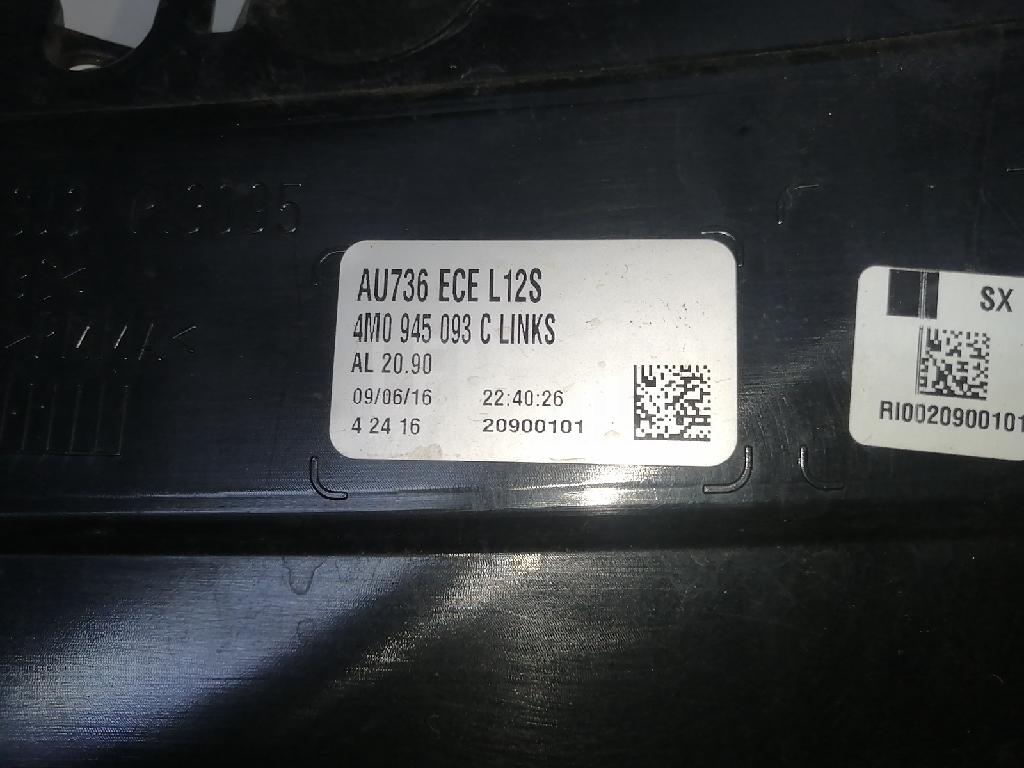 AU736 ECE L12S
4M0 945 093 C LINKS
AL 20.90
09/06/16 22:40:26
4 24 16 20900101
SX
RI0020900101